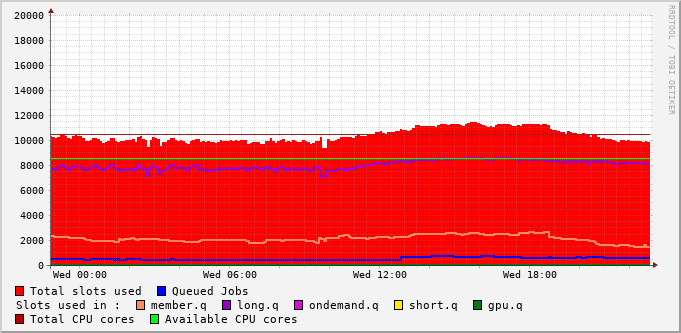 20000
18000
16000
14000
12000
10000
8000
6000
4000
2000
0
Wed 00:00 Wed 06:00 Wed 12:00 Wed 18:00
Total slots used Queued Jobs
Slots used in : member.q long.q ondemand.q short.q gpu.q
Total CPU cores Available CPU cores
RRDTOOL / TOBI OETIKER